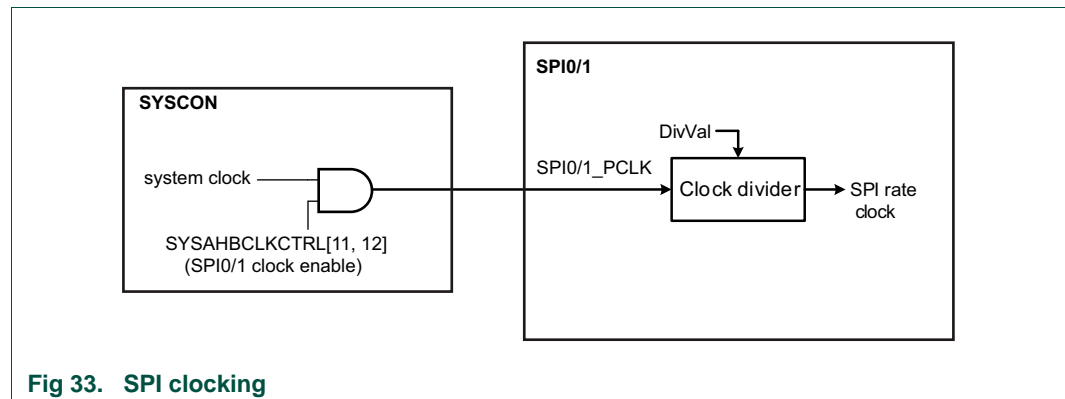 SYSCON
system clock
SYSAHBCLKCTRL[11, 12]
(SPI0/1 clock enable)
SPI0/1
DivVal
SPI0/1_PCLK
Clock divider
SPI rate
clock
Fig 33. SPI clocking